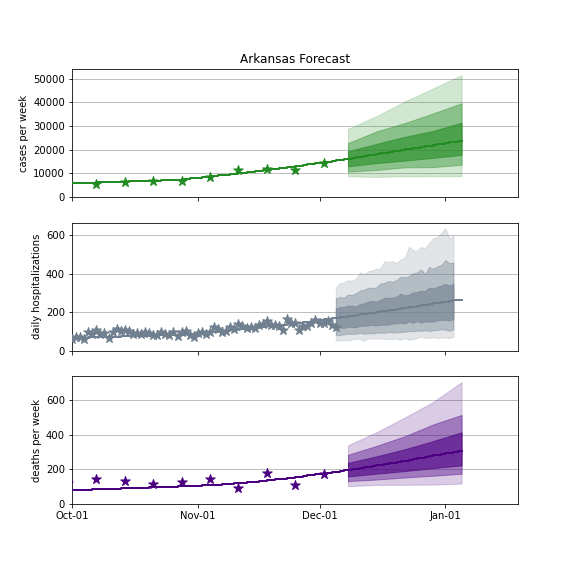 Arkansas Forecast
cases per week
50000
40000
30000
20000
10000
0
daily hospitalizations
600
400
200
0
deaths per week
600
400
200
0
Oct-01 Nov-01 Dec-01 Jan-01